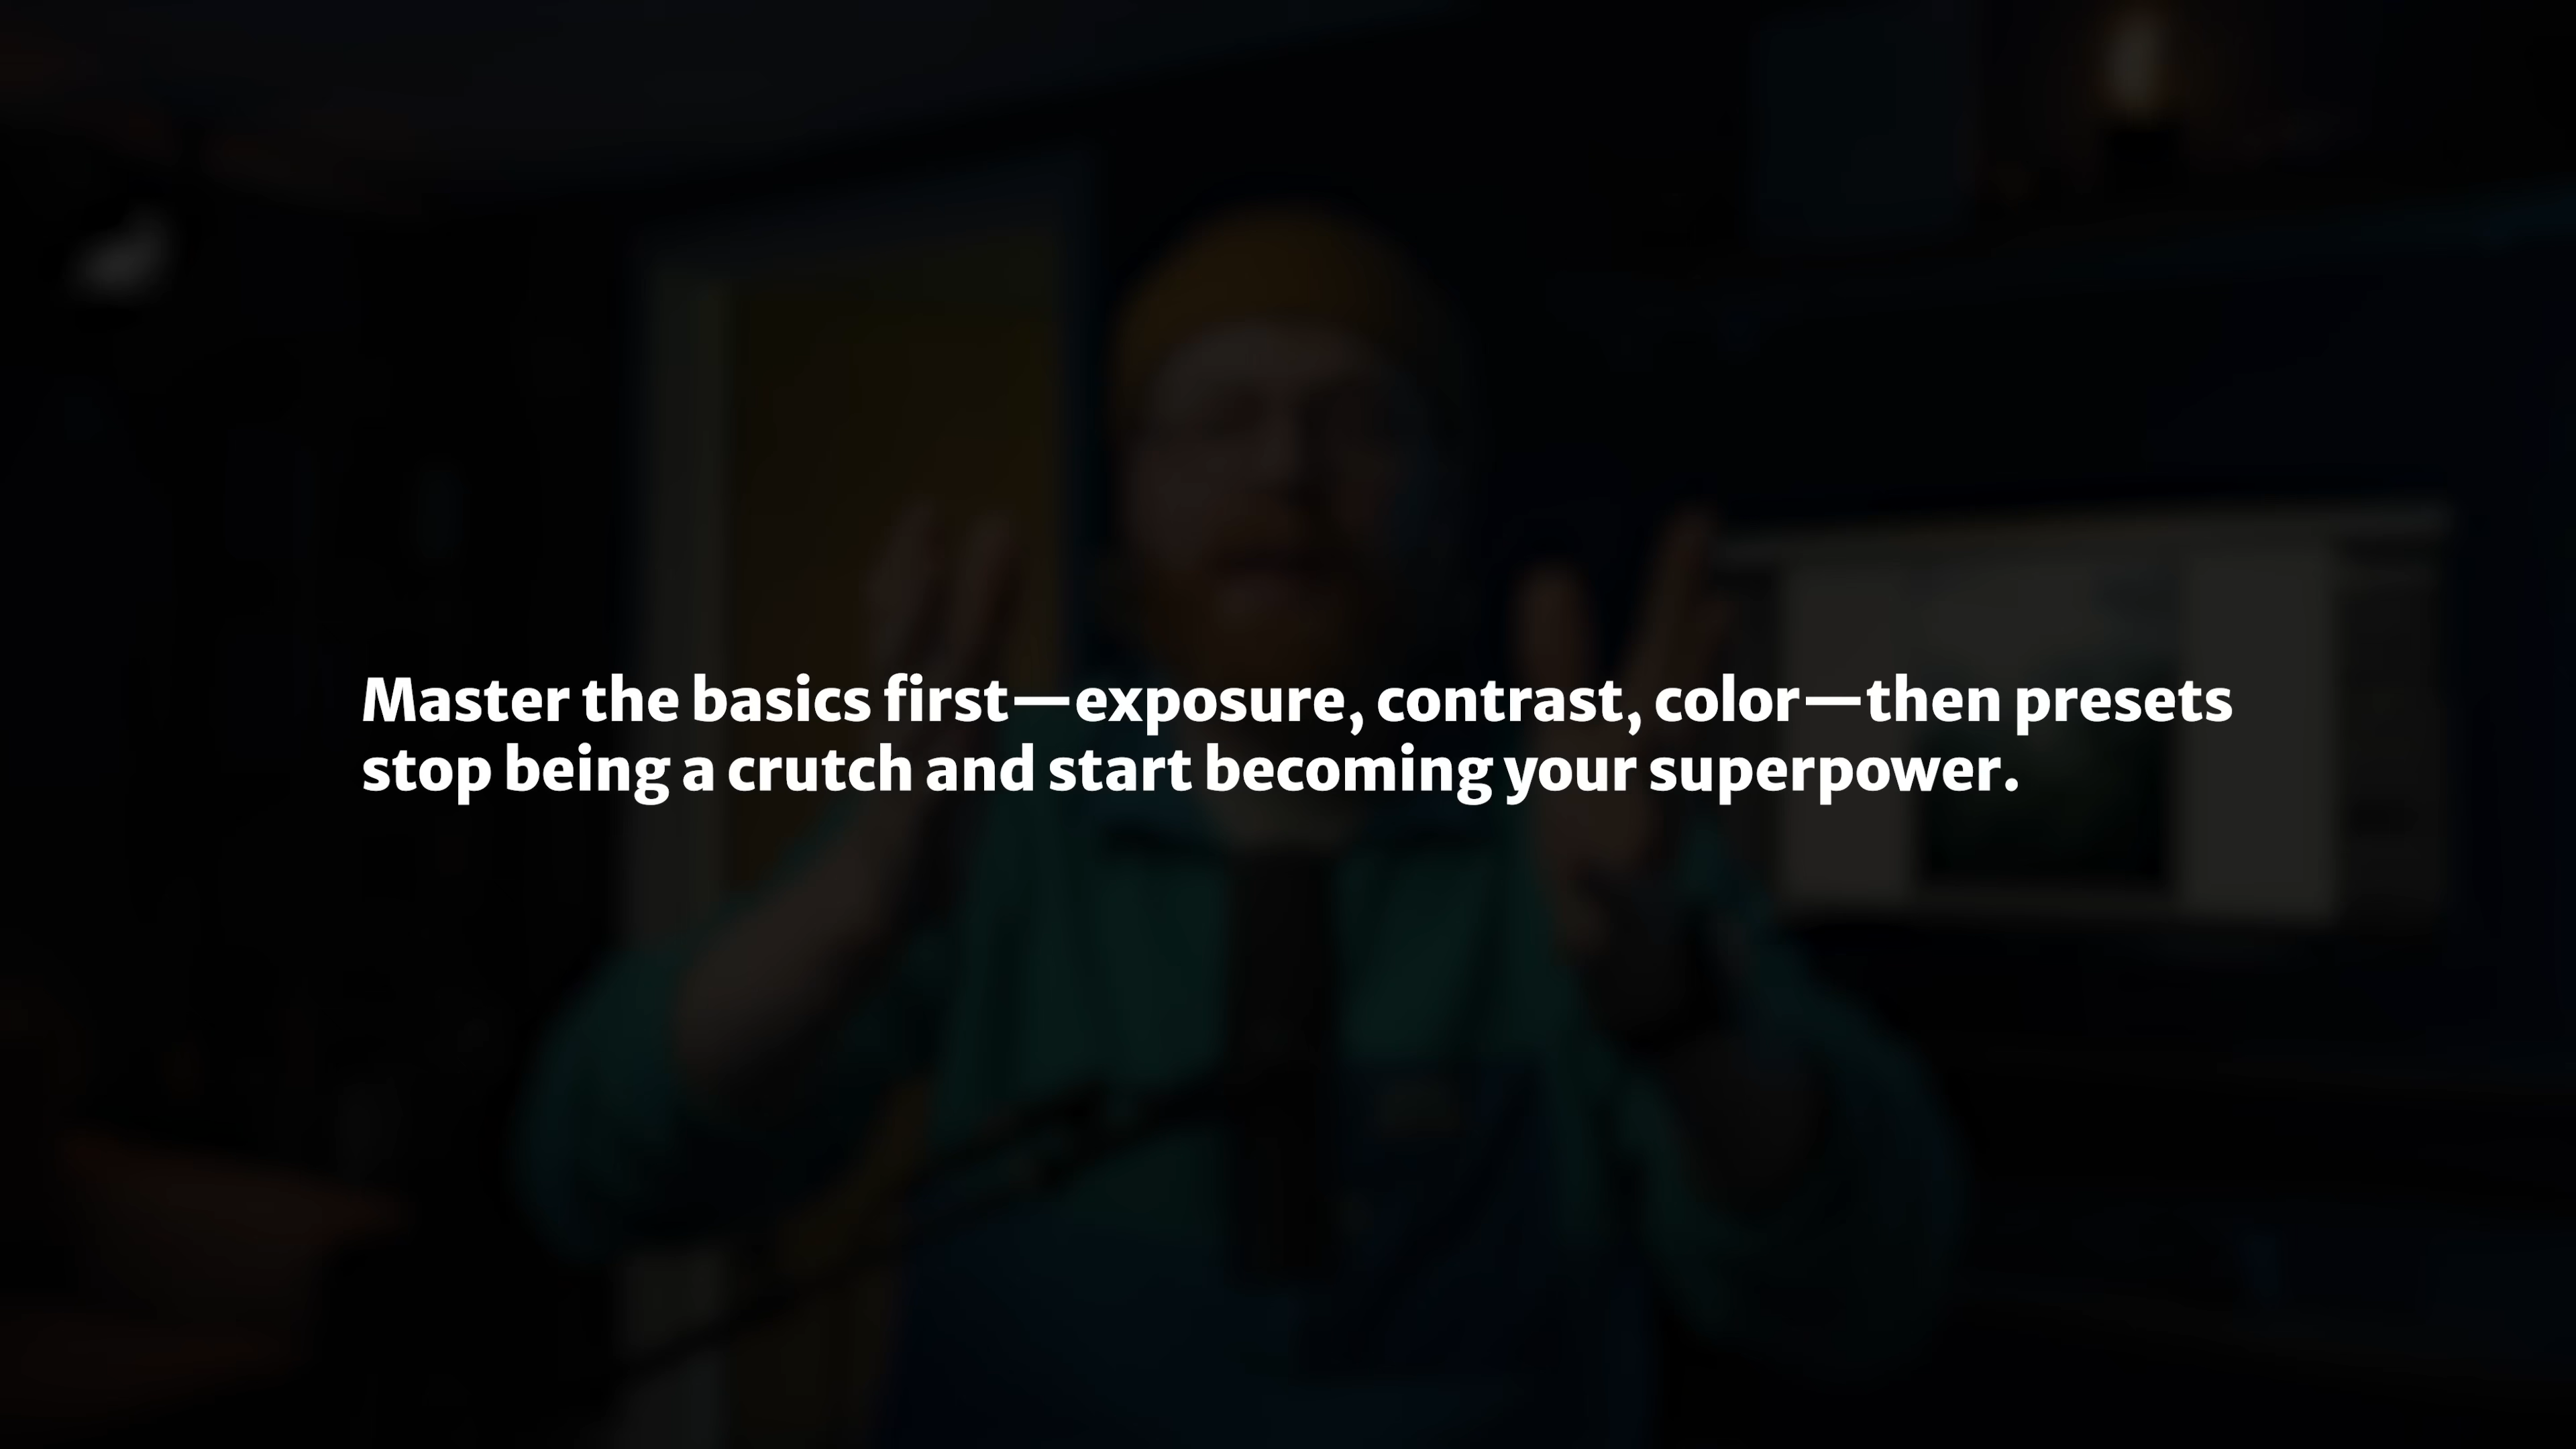 Master the basics first—exposure, contrast, color—then presets
stop being a crutch and start becoming your superpower.